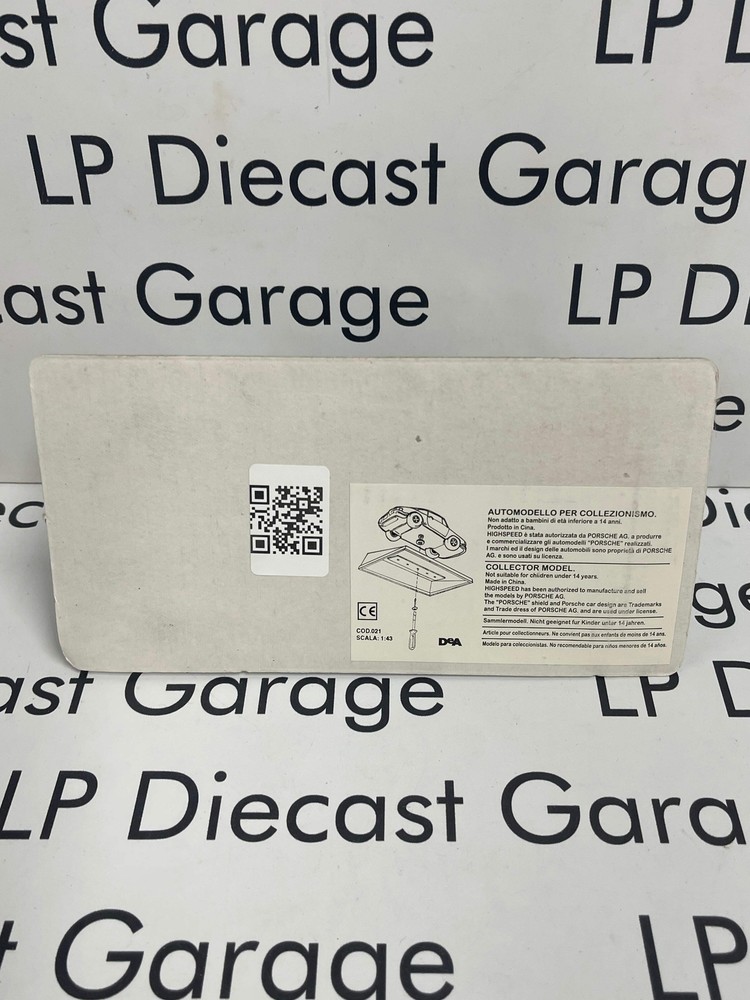 st Garage LP D
LP Diecast Garag
cast Garage LP Di
e
AUTOMODELLO PER COLLEZIONISMO.
Non adatto a bambini di età inferiore a 14 anni.
Prodotto in Cina.
HIGHSPEED è stata autorizzata da PORSCHE AG. a produrre
e commercializzare gli automodelli "PORSCHE" realizzati.
I marchi ed il design delle automobili sono proprietà di PORSCHE
AG. e sono usati su licenza.
COLLECTOR MODEL.
Not suitable for children under 14 years.
Made in China.
HIGHSPEED has been authorized to manufacture and sell
the models by PORSCHE AG.
The "PORSCHE" shield and Porsche car design are Trademarks
and Trade dress of PORSCHE AG. and are used under license.
Sammlermodell. Nicht geeignet fur Kinder unter 14 jahren.
Article pour collectionneurs. Ne convient pas aux enfants de moins de 14 ans.
Modelo para coleccionistas. No recomendable para niños menores de 14 años.
CE
COD.021
SCALA: 1:43
DeA
ast Garage LP D
LP Diecast Gara
t Garage LP